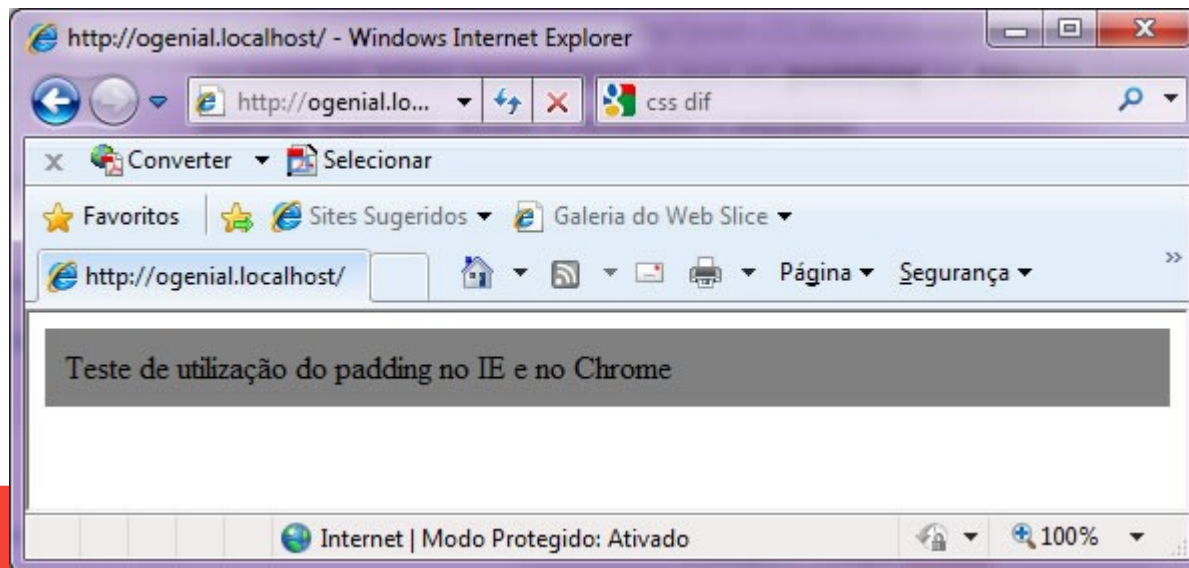 http://ogenial.localhost/ - Windows Internet Explorer
http://ogenial.lo... css dif
x Converter Selecionar
Favoritos Sites Sugeridos Galeria do Web Slice
http://ogenial.localhost/ Página Segurança »
Teste de utilização do padding no IE e no Chrome
Internet | Modo Protegido: Ativado 100%